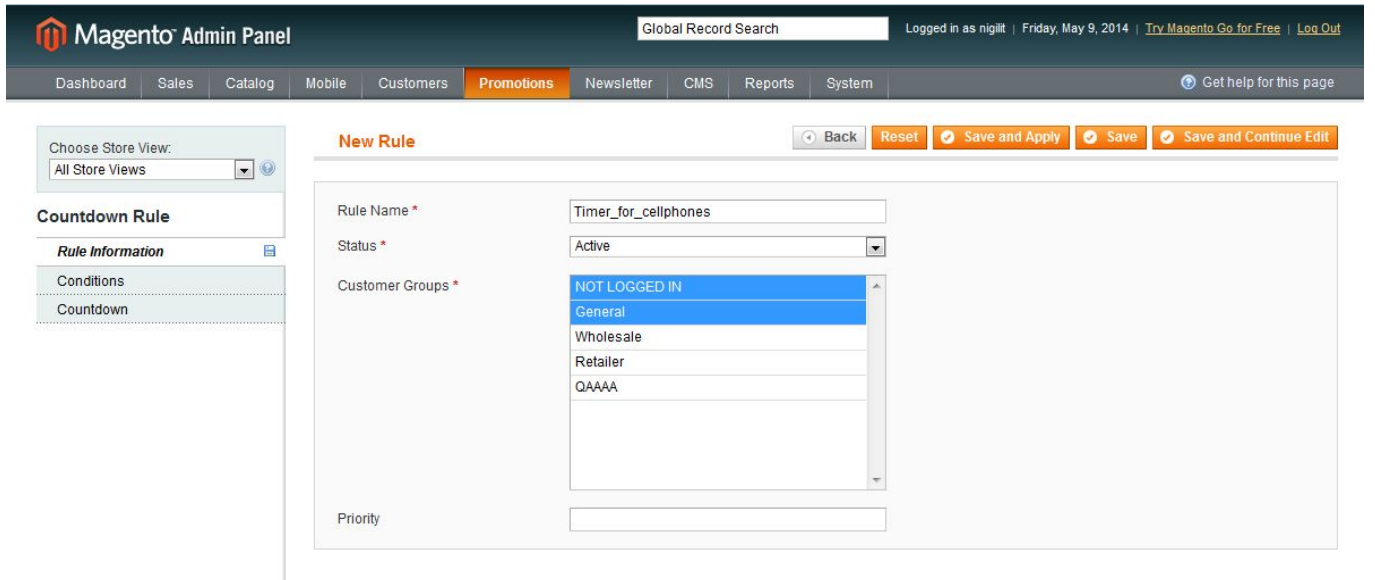 Magento Admin Panel
Global Record Search
Logged in as nigilit | Friday, May 9, 2014 | Try Magento Go for Free | Log Out
Dashboard Sales Catalog Mobile Customers Promotions Newsletter CMS Reports System Get help for this page
Choose Store View:
All Store Views
New Rule
Back Reset Save and Apply Save Save and Continue Edit
Countdown Rule
Rule Information
Conditions
Countdown
Rule Name *
Timer_for_cellphones
Status *
Active
Customer Groups *
NOT LOGGED IN
General
Wholesale
Retailer
QAAAA
Priority